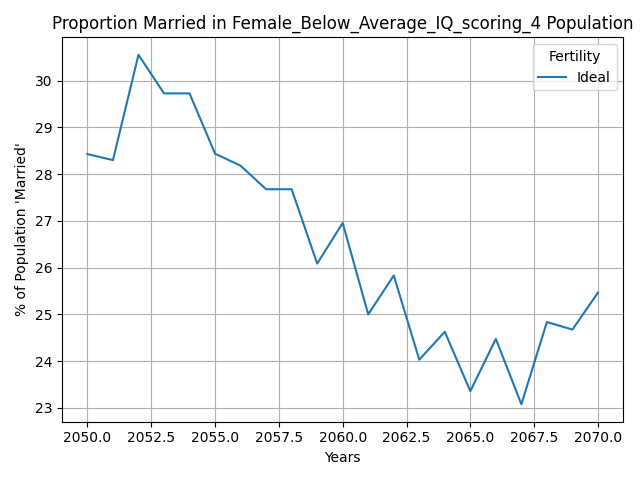 Proportion Married in Female_Below_Average_IQ_scoring_4 Population
Fertility
Ideal
% of Population 'Married'
30
29
28
27
26
25
24
23
2050.0 2052.5 2055.0 2057.5 2060.0 2062.5 2065.0 2067.5 2070.0
Years